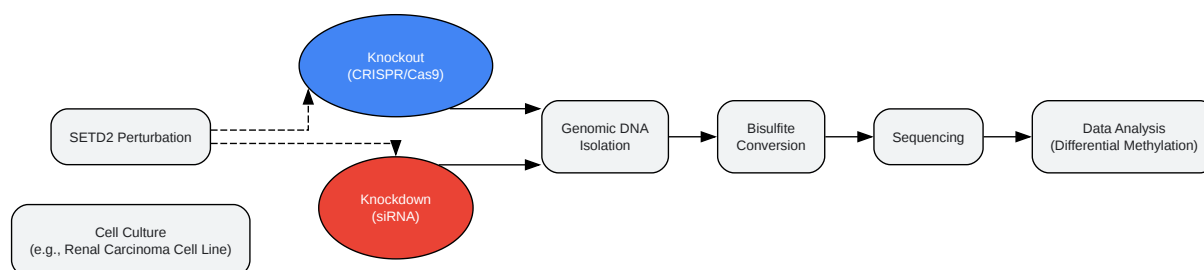 Knockout
(CRISPR/Cas9)
SETD2 Perturbation
Genomic DNA
Isolation
Bisulfite
Conversion
Sequencing
Data Analysis
(Differential Methylation)
Knockdown
(siRNA)
Cell Culture
(e.g., Renal Carcinoma Cell Line)